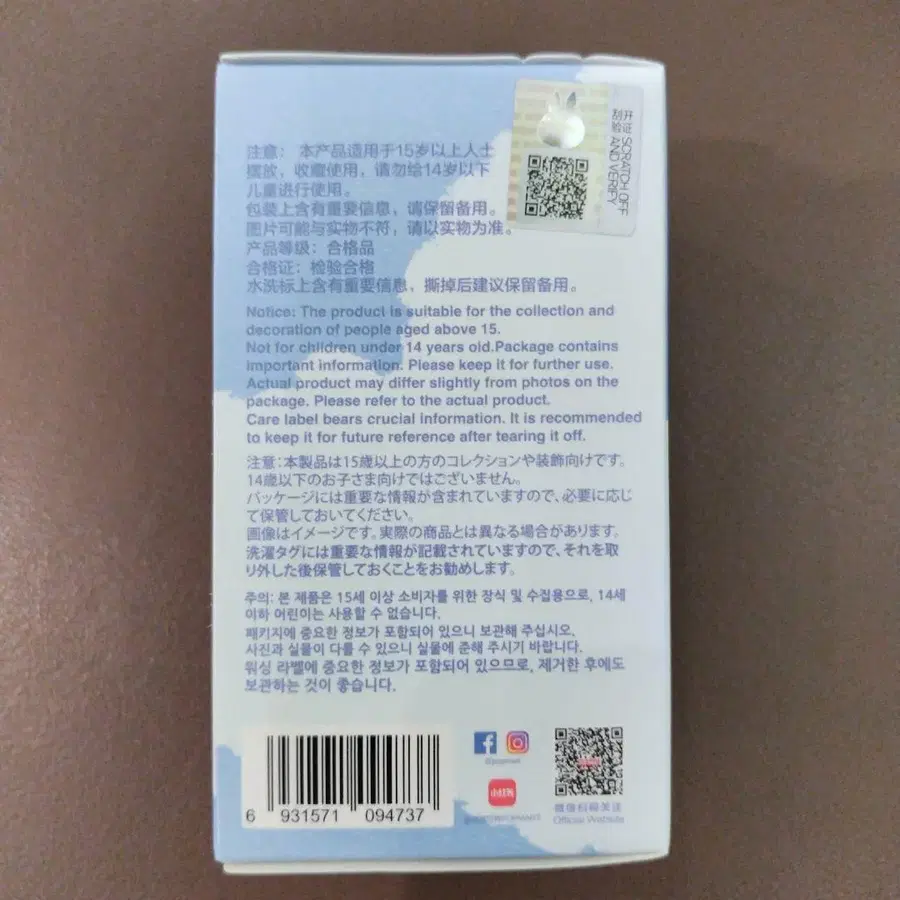 开证 SCRATCH OFF
刮验 AND VERIFY
注意： 本产品适用于15岁以上人士
摆放，收藏使用，请勿给14岁以下
儿童进行使用。
包装上含有重要信息，请保留备用。
图片可能与实物不符，请以实物为准。
产品等级：合格品
合格证：检验合格
水洗标上含有重要信息，撕掉后建议保留备用。
Notice: The product is suitable for the collection and
decoration of people aged above 15.
Not for children under 14 years old.Package contains
important information. Please keep it for further use.
Actual product may differ slightly from photos on the
package. Please refer to the actual product.
Care label bears crucial information. It is recommended
to keep it for future reference after tearing it off.
注意：本製品は15歳以上の方のコレクションや装飾向けです。
14歳以下のお子さま向けではございません。
パッケージには重要な情報が含まれていますので、必要に応じ
て保管しておいてください。
画像はイメージです。実際の商品とは異なる場合があります。
洗濯タグには重要な情報が記載されていますので、それを取
り外した後保管しておくことをお勧めします。
주의: 본 제품은 15세 이상 소비자를 위한 장식 및 수집용으로, 14세
이하 어린이는 사용할 수 없습니다.
패키지에 중요한 정보가 포함되어 있으니 보관해 주십시오.
사진과 실물이 다를 수 있으니 실물에 준해 주시기 바랍니다.
워싱 라벨에 중요한 정보가 포함되어 있으므로, 제거한 후에도
보관하는 것이 좋습니다.
6 931571 094737
小红书
微信扫码关注
Official Website